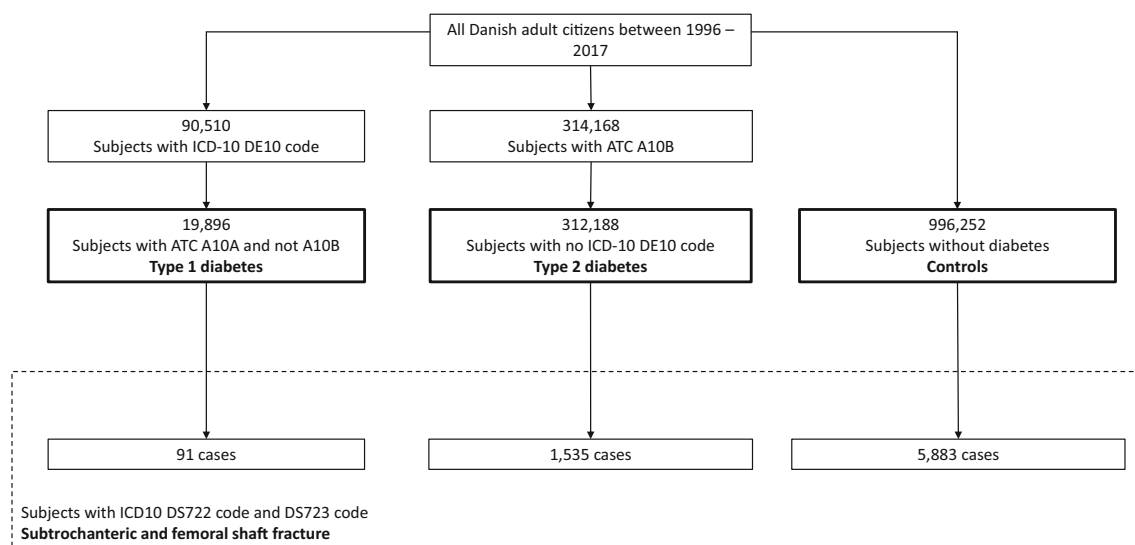 All Danish adult citizens between 1996 –
2017
90,510
Subjects with ICD-10 DE10 code
314,168
Subjects with ATC A10B
19,896
Subjects with ATC A10A and not A10B
Type 1 diabetes
312,188
Subjects with no ICD-10 DE10 code
Type 2 diabetes
996,252
Subjects without diabetes
Controls
91 cases
1,535 cases
5,883 cases
Subjects with ICD10 DS722 code and DS723 code
Subtrochanteric and femoral shaft fracture